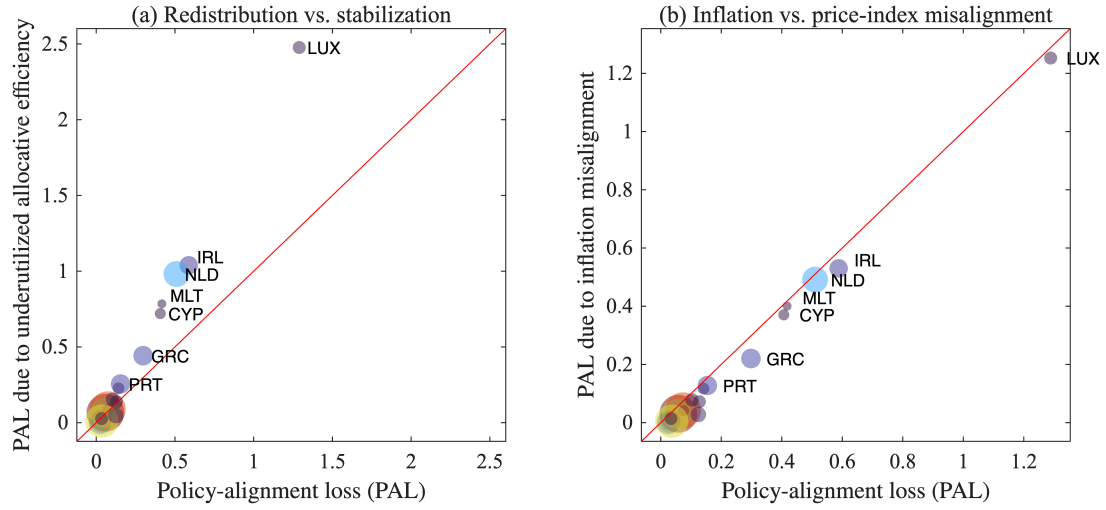 (a) Redistribution vs. stabilization
PAL due to underutilized allocative efficiency
2.5
2
1.5
1
0.5
0
LUX
IRL
NLD
MLT
CYP
GRC
PRT
0
0.5
1
1.5
2
2.5
Policy-alignment loss (PAL)
(b) Inflation vs. price-index misalignment
PAL due to inflation misalignment
1.2
1
0.8
0.6
0.4
0.2
0
LUX
IRL
NLD
MLT
CYP
GRC
PRT
0
0.2
0.4
0.6
0.8
1
1.2
Policy-alignment loss (PAL)